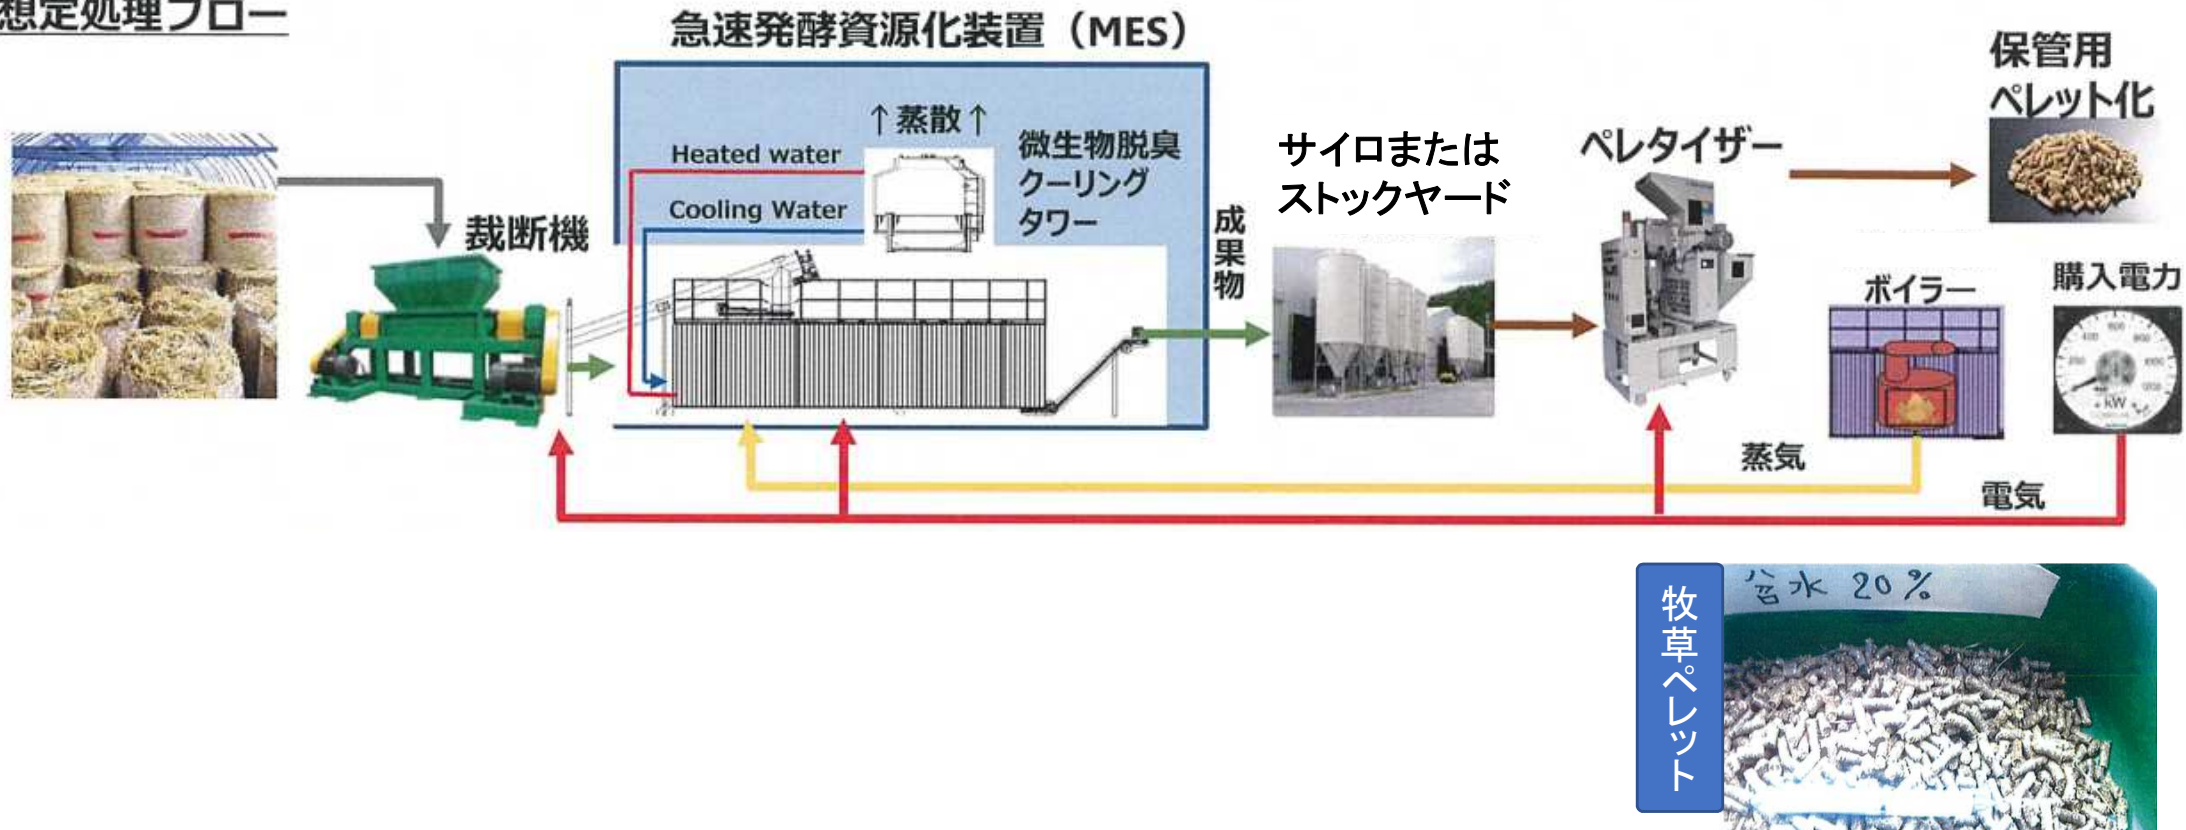 想定処理フロー
急速発酵資源化装置（MES）
保管用
ペレット化
↑蒸散↑
Heated water
Cooling Water
微生物脱臭
クーリング
タワー
裁断機
成果物
サイロまたは
ストックヤード
ペレタイザー
ボイラー
購入電力
kW
蒸気
電気
牧草ペレット
含水 20%